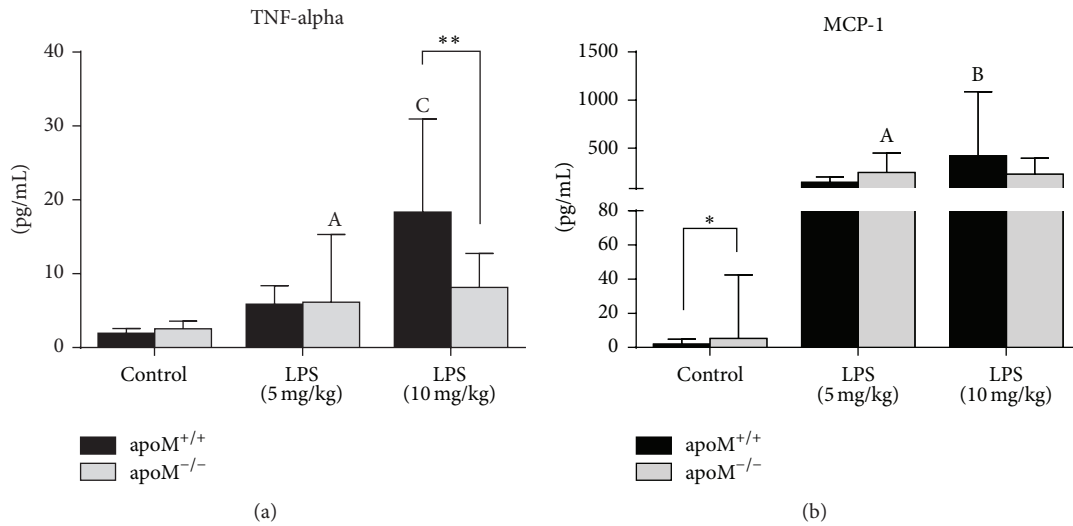 TNF-alpha
40
30
20
10
0
(pg/mL)
C
**
A
Control
LPS
(5 mg/kg)
LPS
(10 mg/kg)
apoM+/+
apoM−/−
(a)
MCP-1
1500
1000
500
80
60
40
20
0
(pg/mL)
(pg/mL)
*
A
B
Control
LPS
(5 mg/kg)
LPS
(10 mg/kg)
apoM+/+
apoM−/−
(b)